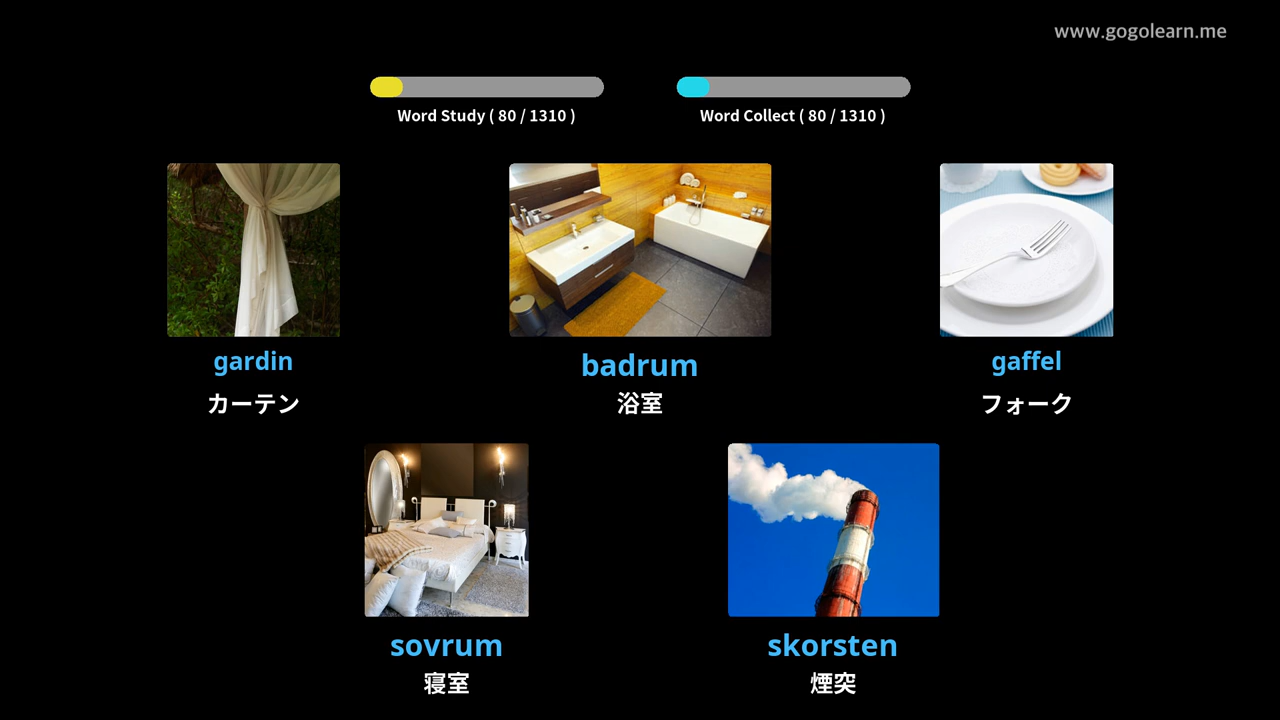 www.gogolearn.me
Word Study ( 80 / 1310 )
Word Collect ( 80 / 1310 )
gardin
カーテン
badrum
浴室
gaffel
フォーク
sovrum
寝室
skorsten
煙突